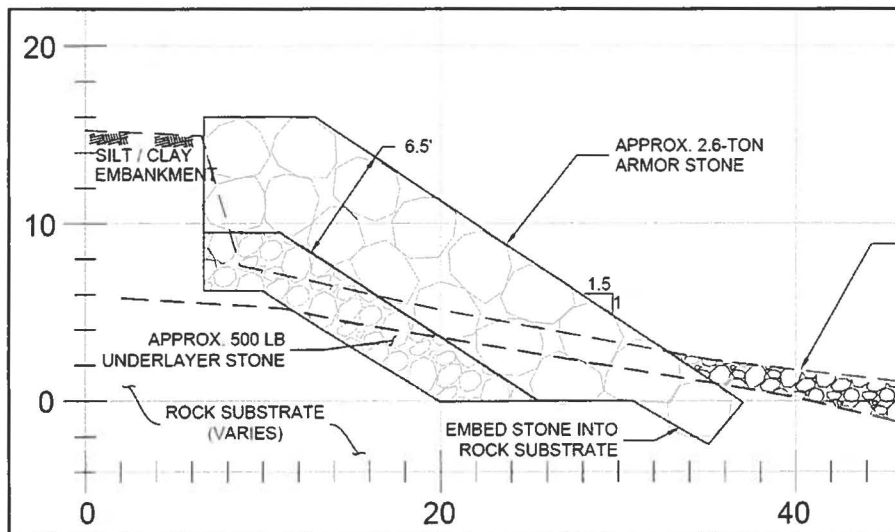 20
SILT / CLAY
EMBANKMENT
6.5'
APPROX. 2.6-TON
ARMOR STONE
10
1.5
1
APPROX. 500 LB
UNDERLAYER STONE
0
ROCK SUBSTRATE
(VARIES)
EMBED STONE INTO
ROCK SUBSTRATE
0
20
40